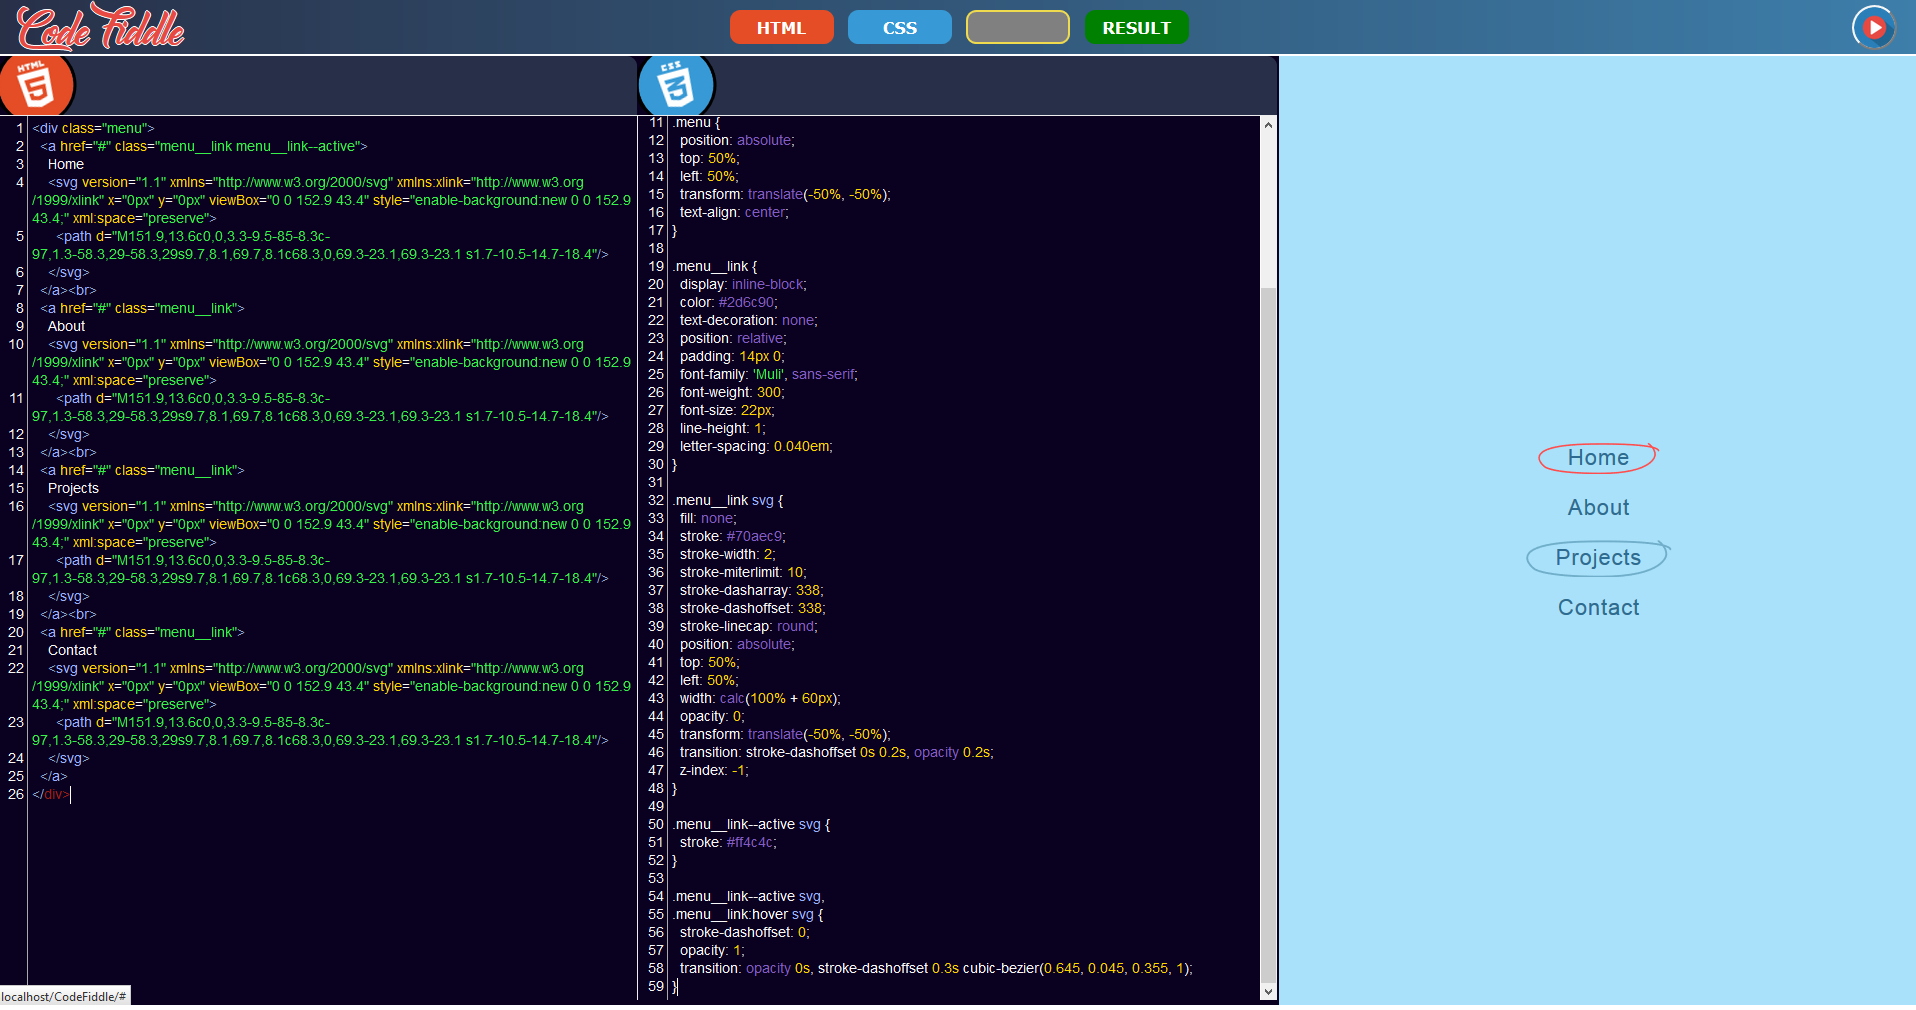 Code Fiddle
HTML
CSS
RESULT
HTML
5
CSS
3
1 <div class="menu">
2 <a href="#" class="menu__link menu__link--active">
3 Home
4 <svg version="1.1" xmlns="http://www.w3.org/2000/svg" xmlns:xlink="http://www.w3.org
/1999/xlink" x="0px" y="0px" viewBox="0 0 152.9 43.4" style="enable-background:new 0 0 152.9
43.4;" xml:space="preserve">
5 <path d="M151.9,13.6c0,0,3.3-9.5-85-8.3c-
97,1.3-58.3,29-58.3,29s9.7,8.1,69.7,8.1c68.3,0,69.3-23.1,69.3-23.1 s1.7-10.5-14.7-18.4"/>
6 </svg>
7 </a><br>
8 <a href="#" class="menu__link">
9 About
10 <svg version="1.1" xmlns="http://www.w3.org/2000/svg" xmlns:xlink="http://www.w3.org
/1999/xlink" x="0px" y="0px" viewBox="0 0 152.9 43.4" style="enable-background:new 0 0 152.9
43.4;" xml:space="preserve">
11 <path d="M151.9,13.6c0,0,3.3-9.5-85-8.3c-
97,1.3-58.3,29-58.3,29s9.7,8.1,69.7,8.1c68.3,0,69.3-23.1,69.3-23.1 s1.7-10.5-14.7-18.4"/>
12 </svg>
13 </a><br>
14 <a href="#" class="menu__link">
15 Projects
16 <svg version="1.1" xmlns="http://www.w3.org/2000/svg" xmlns:xlink="http://www.w3.org
/1999/xlink" x="0px" y="0px" viewBox="0 0 152.9 43.4" style="enable-background:new 0 0 152.9
43.4;" xml:space="preserve">
17 <path d="M151.9,13.6c0,0,3.3-9.5-85-8.3c-
97,1.3-58.3,29-58.3,29s9.7,8.1,69.7,8.1c68.3,0,69.3-23.1,69.3-23.1 s1.7-10.5-14.7-18.4"/>
18 </svg>
19 </a><br>
20 <a href="#" class="menu__link">
21 Contact
22 <svg version="1.1" xmlns="http://www.w3.org/2000/svg" xmlns:xlink="http://www.w3.org
/1999/xlink" x="0px" y="0px" viewBox="0 0 152.9 43.4" style="enable-background:new 0 0 152.9
43.4;" xml:space="preserve">
23 <path d="M151.9,13.6c0,0,3.3-9.5-85-8.3c-
97,1.3-58.3,29-58.3,29s9.7,8.1,69.7,8.1c68.3,0,69.3-23.1,69.3-23.1 s1.7-10.5-14.7-18.4"/>
24 </svg>
25 </a>
26 </div>
11 .menu {
12 position: absolute;
13 top: 50%;
14 left: 50%;
15 transform: translate(-50%, -50%);
16 text-align: center;
17 }
18
19 .menu__link {
20 display: inline-block;
21 color: #2d6c90;
22 text-decoration: none;
23 position: relative;
24 padding: 14px 0;
25 font-family: 'Muli', sans-serif;
26 font-weight: 300;
27 font-size: 22px;
28 line-height: 1;
29 letter-spacing: 0.040em;
30 }
31
32 .menu__link svg {
33 fill: none;
34 stroke: #70aec9;
35 stroke-width: 2;
36 stroke-miterlimit: 10;
37 stroke-dasharray: 338;
38 stroke-dashoffset: 338;
39 stroke-linecap: round;
40 position: absolute;
41 top: 50%;
42 left: 50%;
43 width: calc(100% + 60px);
44 opacity: 0;
45 transform: translate(-50%, -50%);
46 transition: stroke-dashoffset 0s 0.2s, opacity 0.2s;
47 z-index: -1;
48 }
49
50 .menu__link--active svg {
51 stroke: #ff4c4c;
52 }
53
54 .menu__link--active svg,
55 .menu__link:hover svg {
56 stroke-dashoffset: 0;
57 opacity: 1;
58 transition: opacity 0s, stroke-dashoffset 0.3s cubic-bezier(0.645, 0.045, 0.355, 1);
59 }
Home
About
Projects
Contact
localhost/CodeFiddle/#